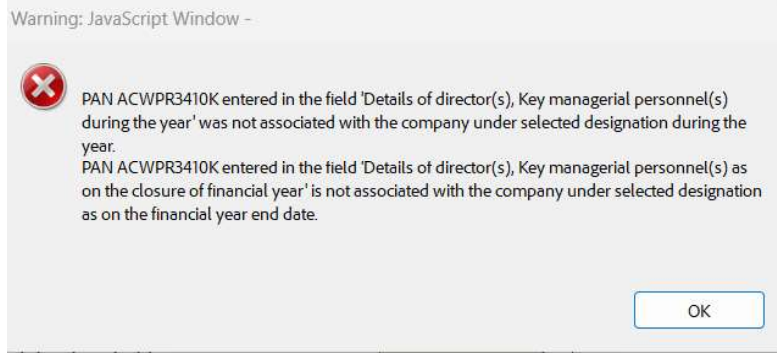 Warning: JavaScript Window -
PAN ACWPR3410K entered in the field 'Details of director(s), Key managerial personnel(s)
during the year' was not associated with the company under selected designation during the
year.
PAN ACWPR3410K entered in the field 'Details of director(s), Key managerial personnel(s) as
on the closure of financial year' is not associated with the company under selected designation
as on the financial year end date.
OK